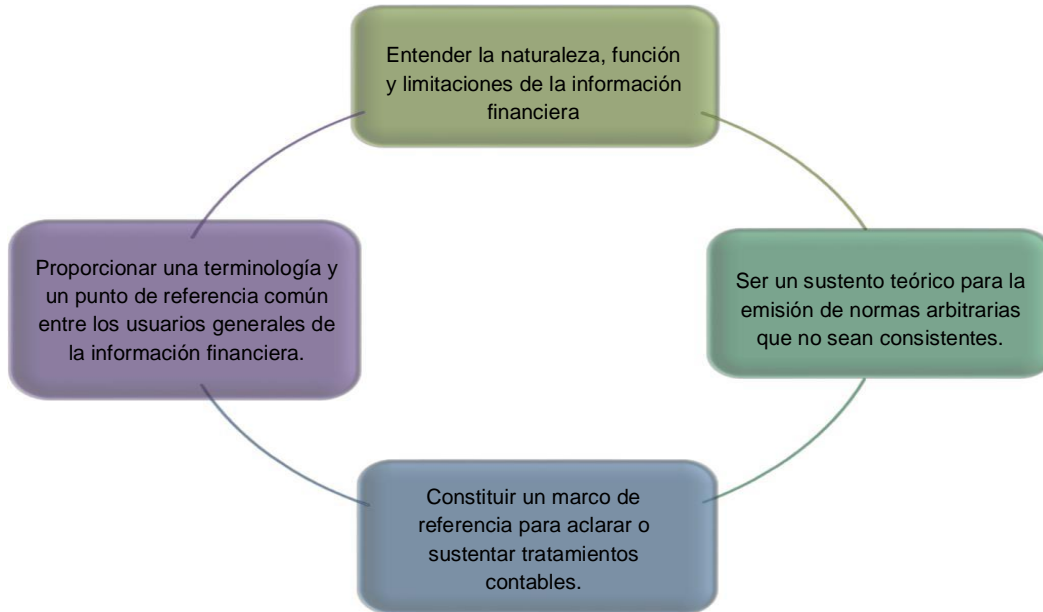 Entender la naturaleza, función
y limitaciones de la información
financiera
Ser un sustento teórico para la
emisión de normas arbitrarias
que no sean consistentes.
Constituir un marco de
referencia para aclarar o
sustentar tratamientos
contables.
Proporcionar una terminología y
un punto de referencia común
entre los usuarios generales de
la información financiera.